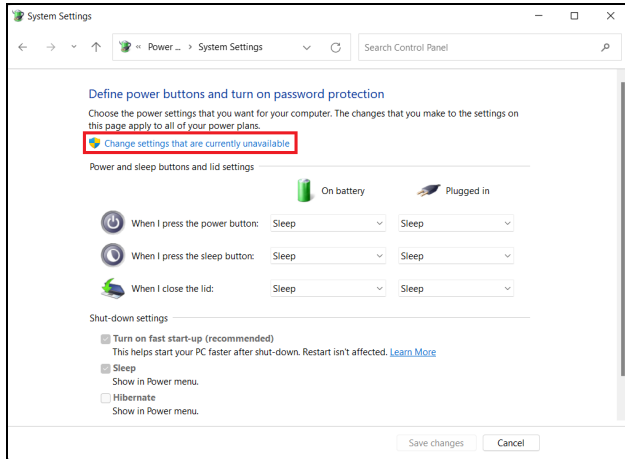 System Settings
« Power ... › System Settings
Search Control Panel
Define power buttons and turn on password protection
Choose the power settings that you want for your computer. The changes that you make to the settings on
this page apply to all of your power plans.
Change settings that are currently unavailable
Power and sleep buttons and lid settings
On battery
Plugged in
When I press the power button: Sleep Sleep
When I press the sleep button: Sleep Sleep
When I close the lid: Sleep Sleep
Shut-down settings
Turn on fast start-up (recommended)
This helps start your PC faster after shut-down. Restart isn't affected. Learn More
Sleep
Show in Power menu.
Hibernate
Show in Power menu.
Save changes Cancel